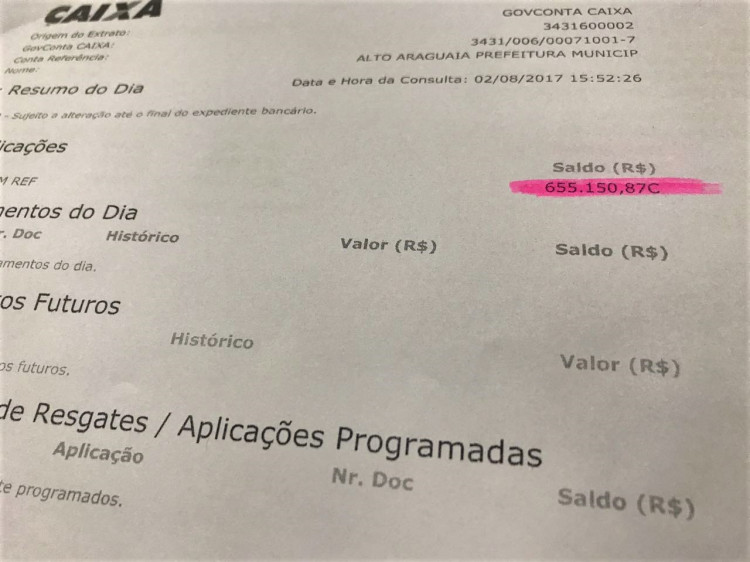 CAIXA
GOVCONTA CAIXA
Origem do Extrato:
3431600002
GovConta CAIXA:
3431/006/00071001-7
Conta Referência:
ALTO ARAGUAIA PREFEITURA MUNICIP
Nome:
Data e Hora da Consulta: 02/08/2017 15:52:26
Resumo do Dia
- Sujeito a alteração até o final do expediente bancário.
icações
Saldo (R$)
M REF
655.150,87C
mentos do Dia
r. Doc Histórico Valor (R$) Saldo (R$)
amentos do dia.
os Futuros
Histórico Valor (R$)
os futuros.
de Resgates / Aplicações Programadas
Aplicação Nr. Doc Saldo (R$)
te programados.